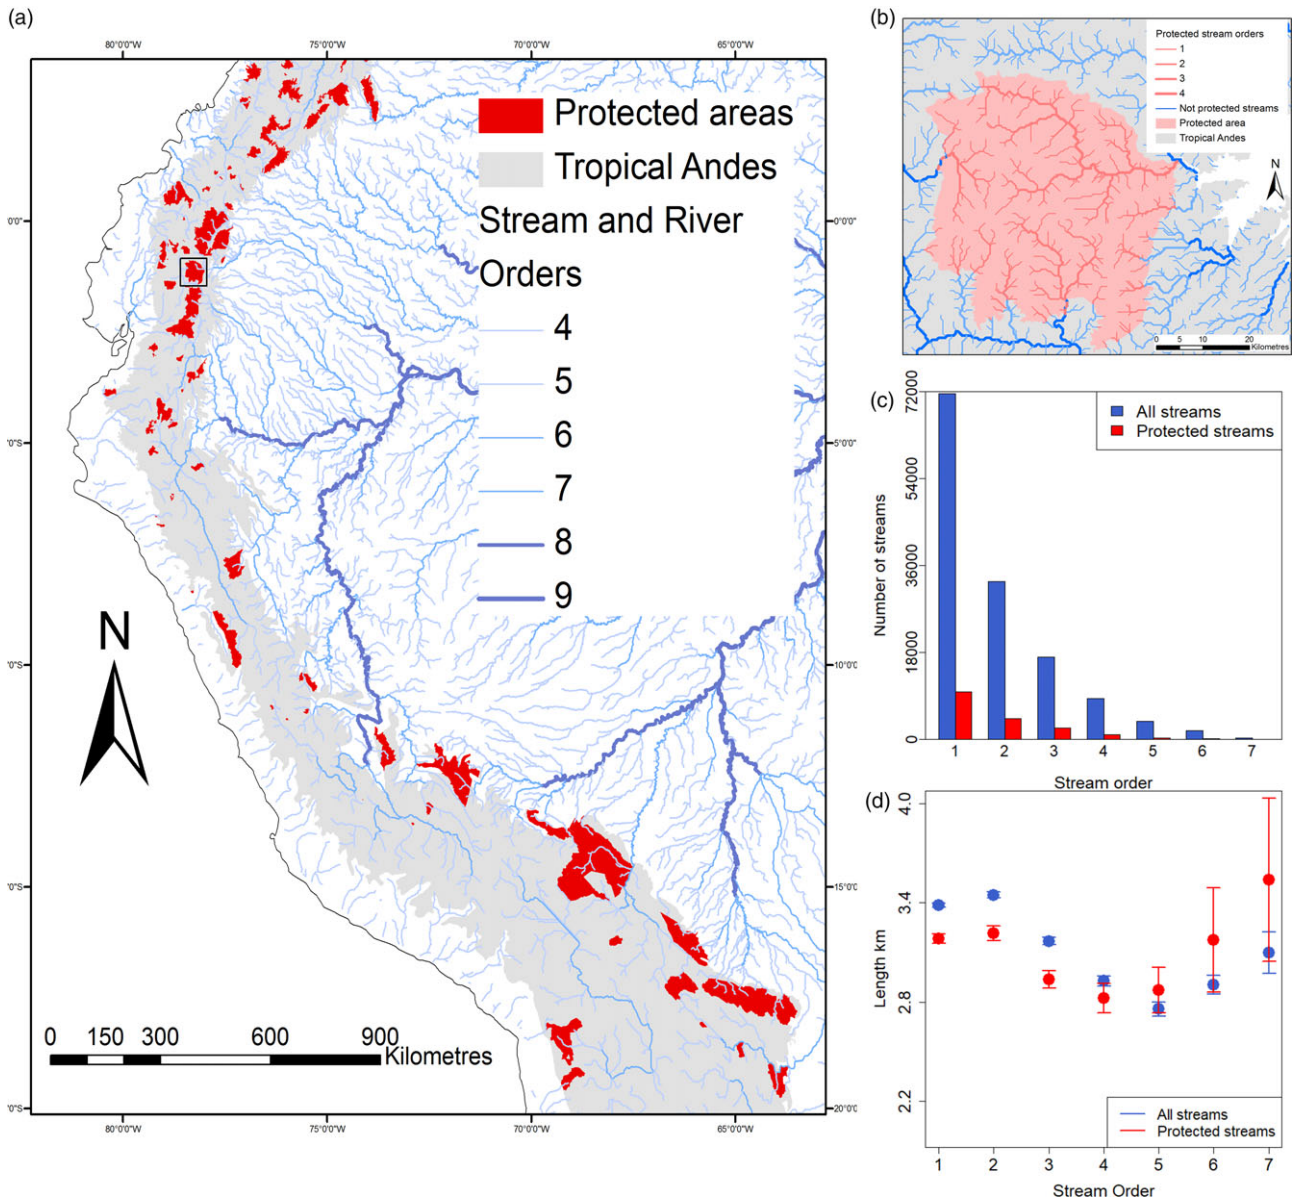 (a)
80°0'0"W 75°0'0"W 70°0'0"W 65°0'0"W
Protected areas
Tropical Andes
Stream and River
Orders
4
5
6
7
8
9
N
0 150 300 600 900
Kilometres
10°0'0
15°0'0
80°0'0"W 75°0'0"W 70°0'0"W 65°0'0"W
(b)
Protected stream orders
1
2
3
4
Not protected streams
Protected area
Tropical Andes
N
0 5 10 20
Kilometres
(c)
All streams
Protected streams
Number of streams
72000
54000
36000
18000
0
1 2 3 4 5 6 7
Stream order
(d)
Length km
4.0
3.4
2.8
2.2
All streams
Protected streams
1 2 3 4 5 6 7
Stream Order